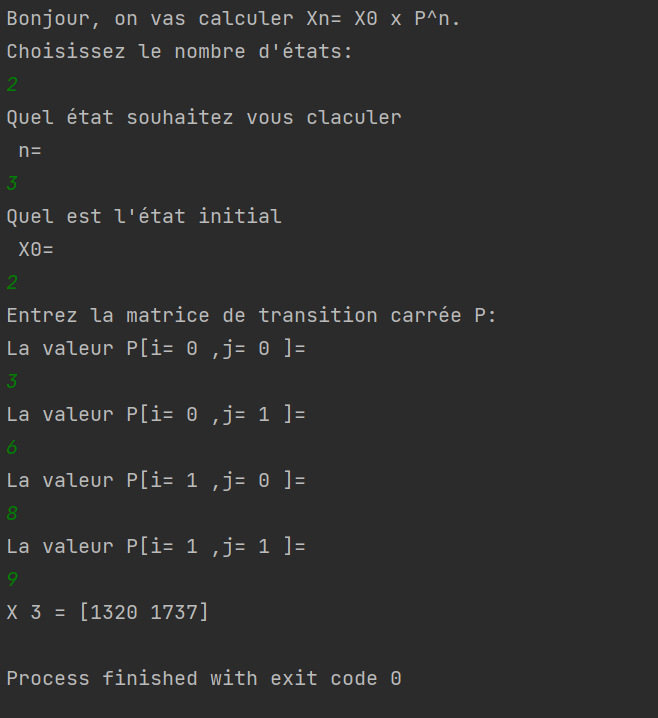 Bonjour, on vas calculer Xn= X0 x P^n.
Choisissez le nombre d'états:
2
Quel état souhaitez vous claculer
n=
3
Quel est l'état initial
X0=
2
Entrez la matrice de transition carrée P:
La valeur P[i= 0 ,j= 0 ]=
3
La valeur P[i= 0 ,j= 1 ]=
6
La valeur P[i= 1 ,j= 0 ]=
8
La valeur P[i= 1 ,j= 1 ]=
9
X 3 = [1320 1737]
Process finished with exit code 0